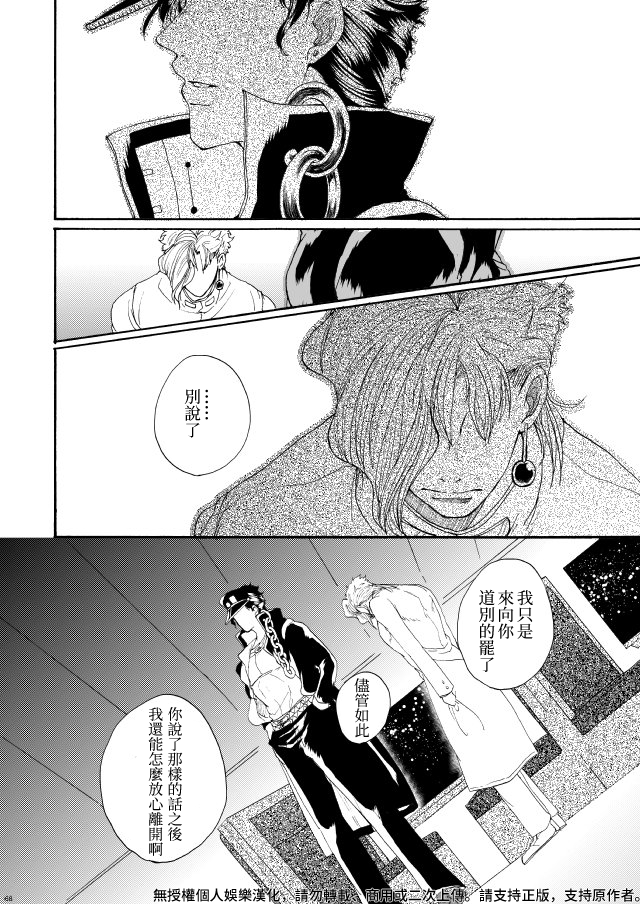 ……
別說了
我只是
來向你
道別的罷了
儘管如此
你說了那樣的話之後
我還能怎麼放心離開啊
68
無授權個人娛樂漢化，請勿轉載、商用或二次上傳。請支持正版，支持原作者。